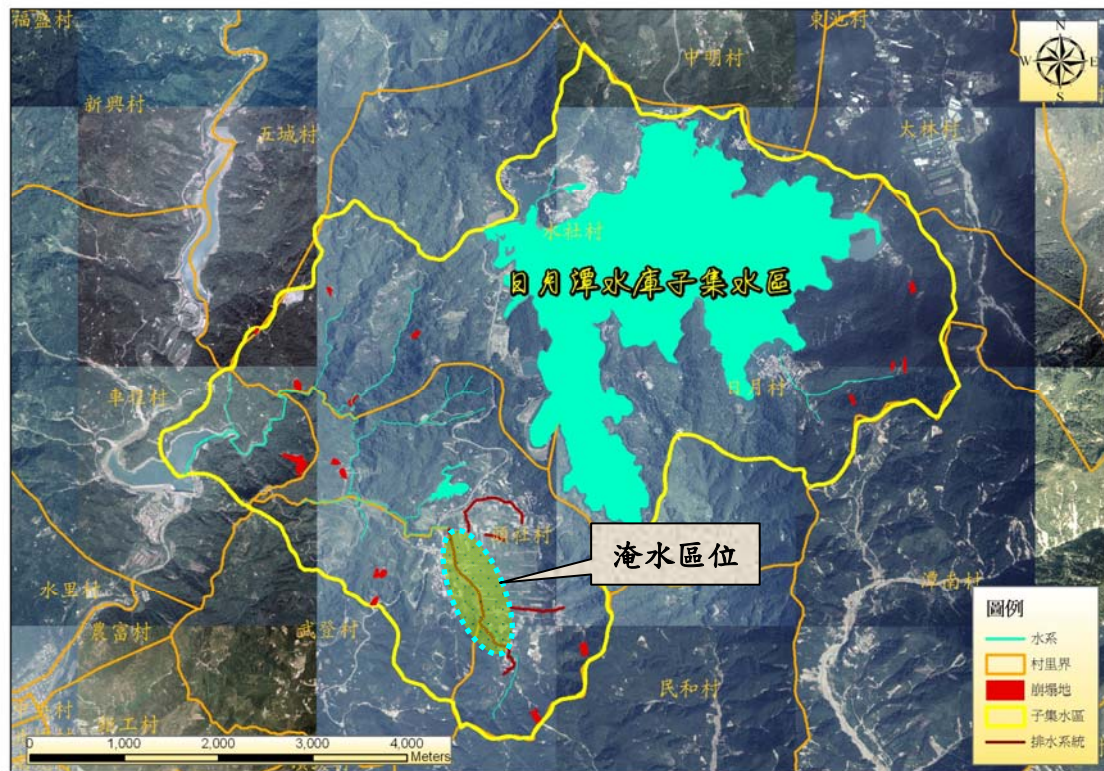 福盛村
東池村
中明村
N
W
E
S
新興村
五城村
大林村
水社村
日月潭水庫子集水區
日月村
車埕村
頭社村
淹水區位
水里村
潭南村
農富村
武登村
民和村
圖例
水系
村里界
崩塌地
子集水區
排水系統
0
1,000
2,000
3,000
4,000
Meters